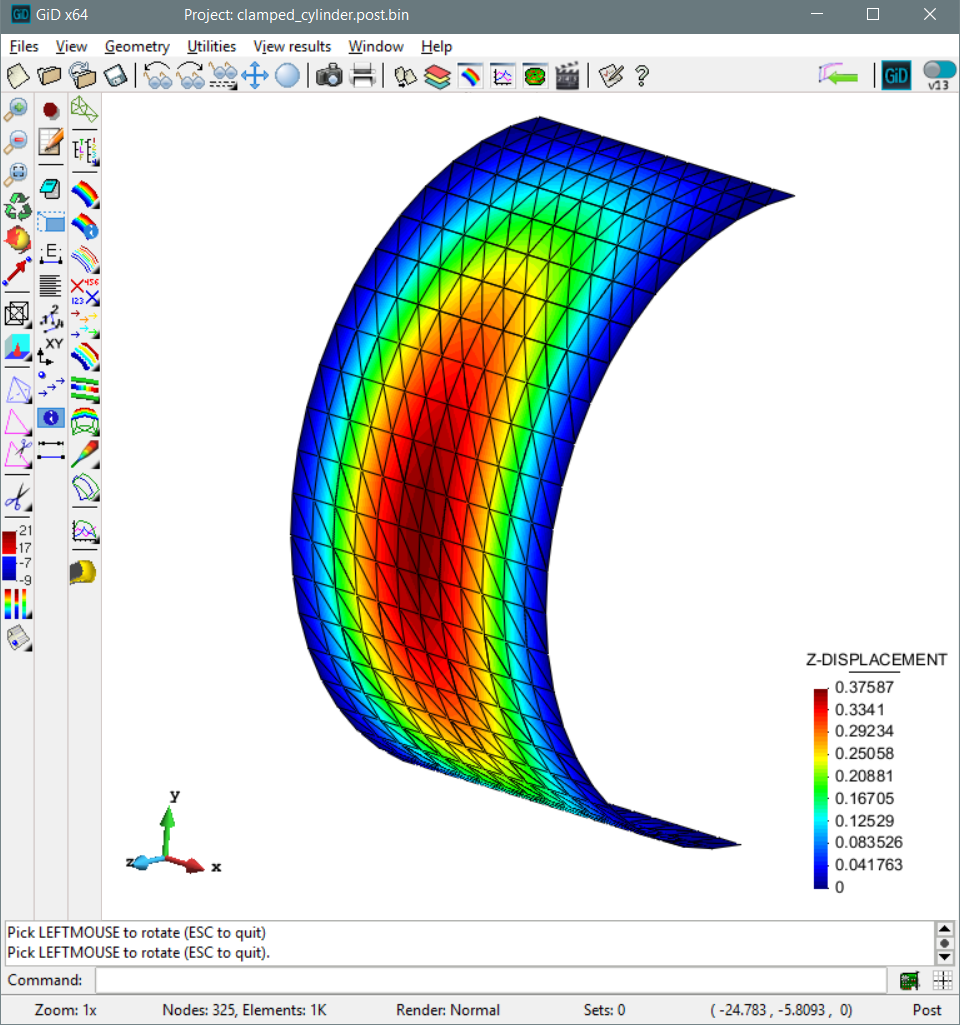 GiD GiD x64 Project: clamped_cylinder.post.bin
Files View Geometry Utilities View results Window Help
GiD
v13
E
XY
21
17
-7
-9
Z-DISPLACEMENT
0.37587
0.3341
0.29234
0.25058
0.20881
0.16705
0.12529
0.083526
0.041763
0
y
z
x
Pick LEFTMOUSE to rotate (ESC to quit)
Pick LEFTMOUSE to rotate (ESC to quit).
Command:
Zoom: 1x Nodes: 325, Elements: 1K Render: Normal Sets: 0 ( -24.783 , -5.8093 , 0) Post